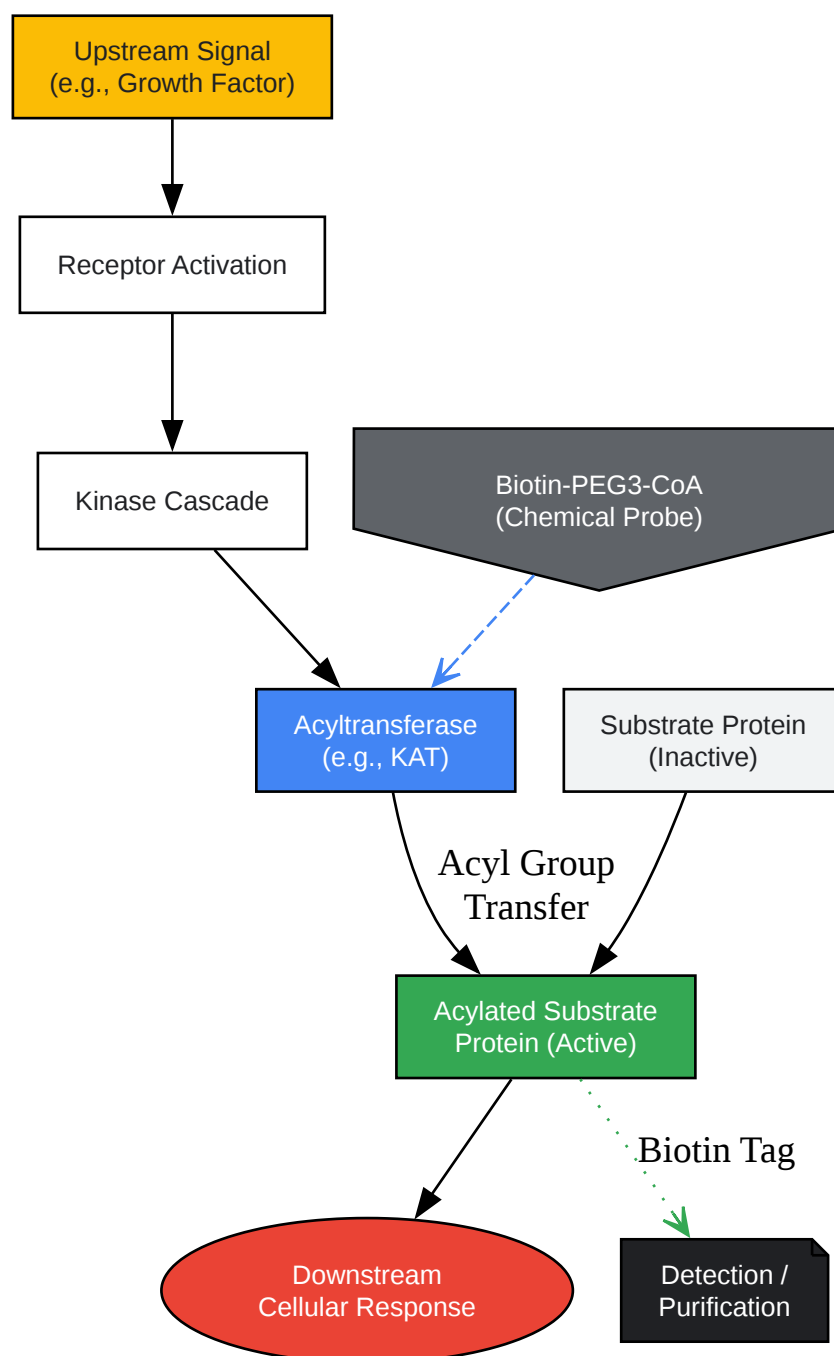 Upstream Signal
(e.g., Growth Factor)
Receptor Activation
Kinase Cascade
Biotin-PEG3-CoA
(Chemical Probe)
Acyltransferase
(e.g., KAT)
Substrate Protein
(Inactive)
Acyl Group
Transfer
Acylated Substrate
Protein (Active)
Biotin Tag
Downstream
Cellular Response
Detection /
Purification